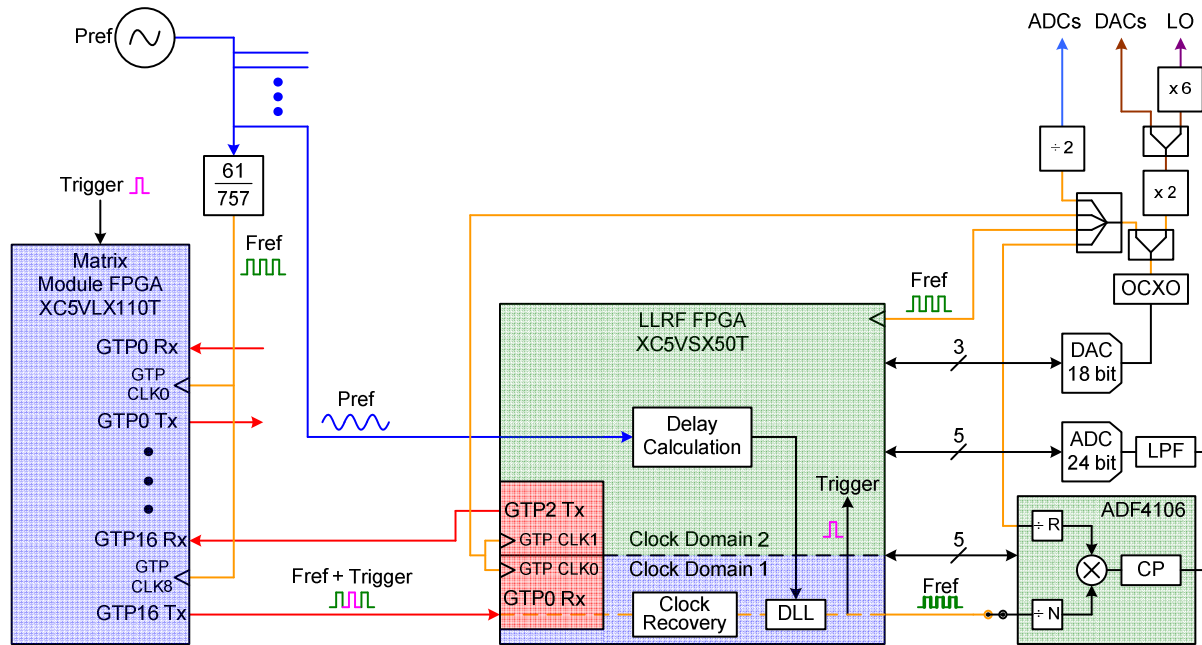 Pref
61
757
Trigger
Fref
Matrix
Module FPGA
XC5VLX110T
GTP0 Rx
GTP
CLK0
GTP0 Tx
GTP16 Rx
GTP
CLK8
GTP16 Tx
Fref + Trigger
Pref
LLRF FPGA
XC5VSX50T
Delay
Calculation
Trigger
GTP2 Tx
GTP CLK1
GTP CLK0
GTP0 Rx
Clock Domain 2
Clock Domain 1
Clock
Recovery
DLL
Fref
Fref
ADCs
DACs
LO
x 6
÷ 2
x 2
OCXO
3
DAC
18 bit
5
ADC
24 bit
LPF
5
ADF4106
÷ R
CP
÷ N